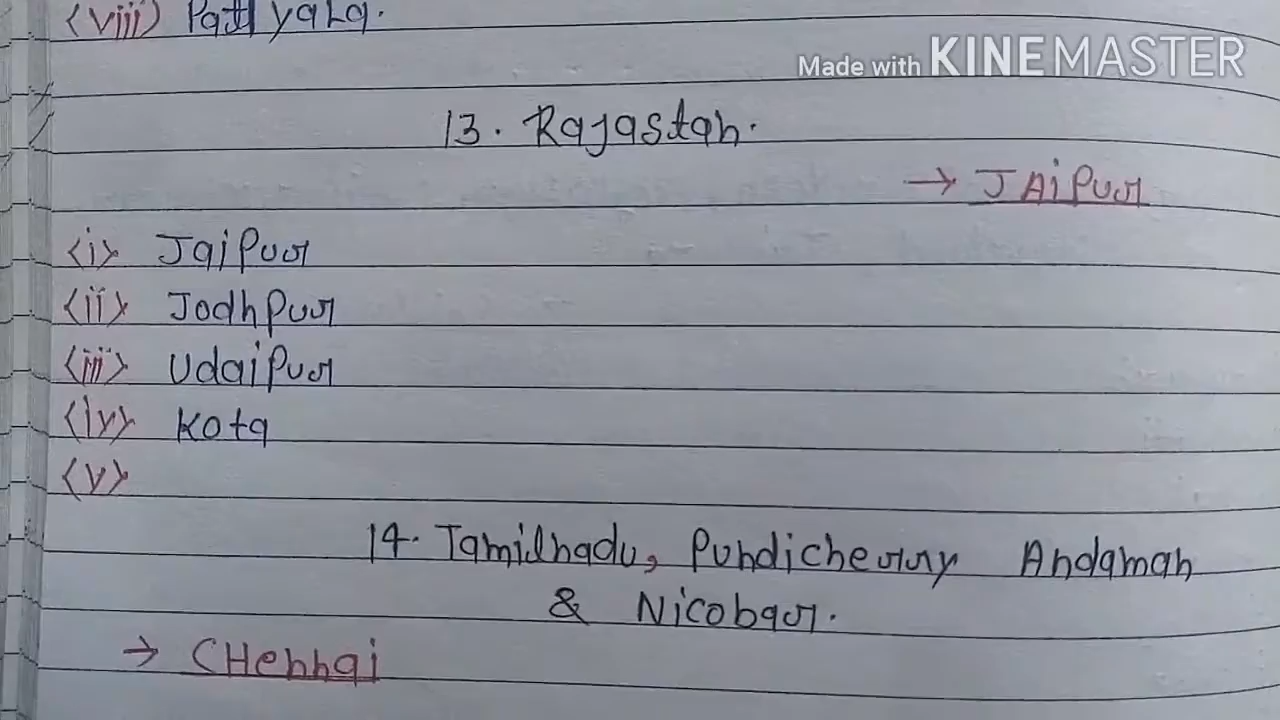 (viii) Patiyala.
Made with KINEMASTER
13. Rajastan.
→ JAiPur
(i) JaiPur
(ii) JodhPur
(iii) UdaiPur
(iv) Kota
(v)
14. Tamilnadu, Pundicherry Andaman
& Nicobar.
→ CHennai